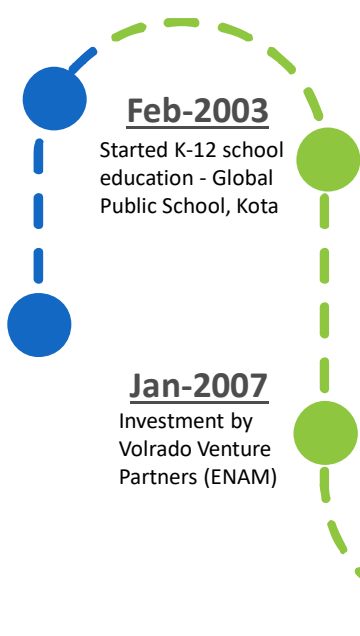 Feb-2003
Started K-12 school
education - Global
Public School, Kota
Jan-2007
Investment by
Volrado Venture
Partners (ENAM)